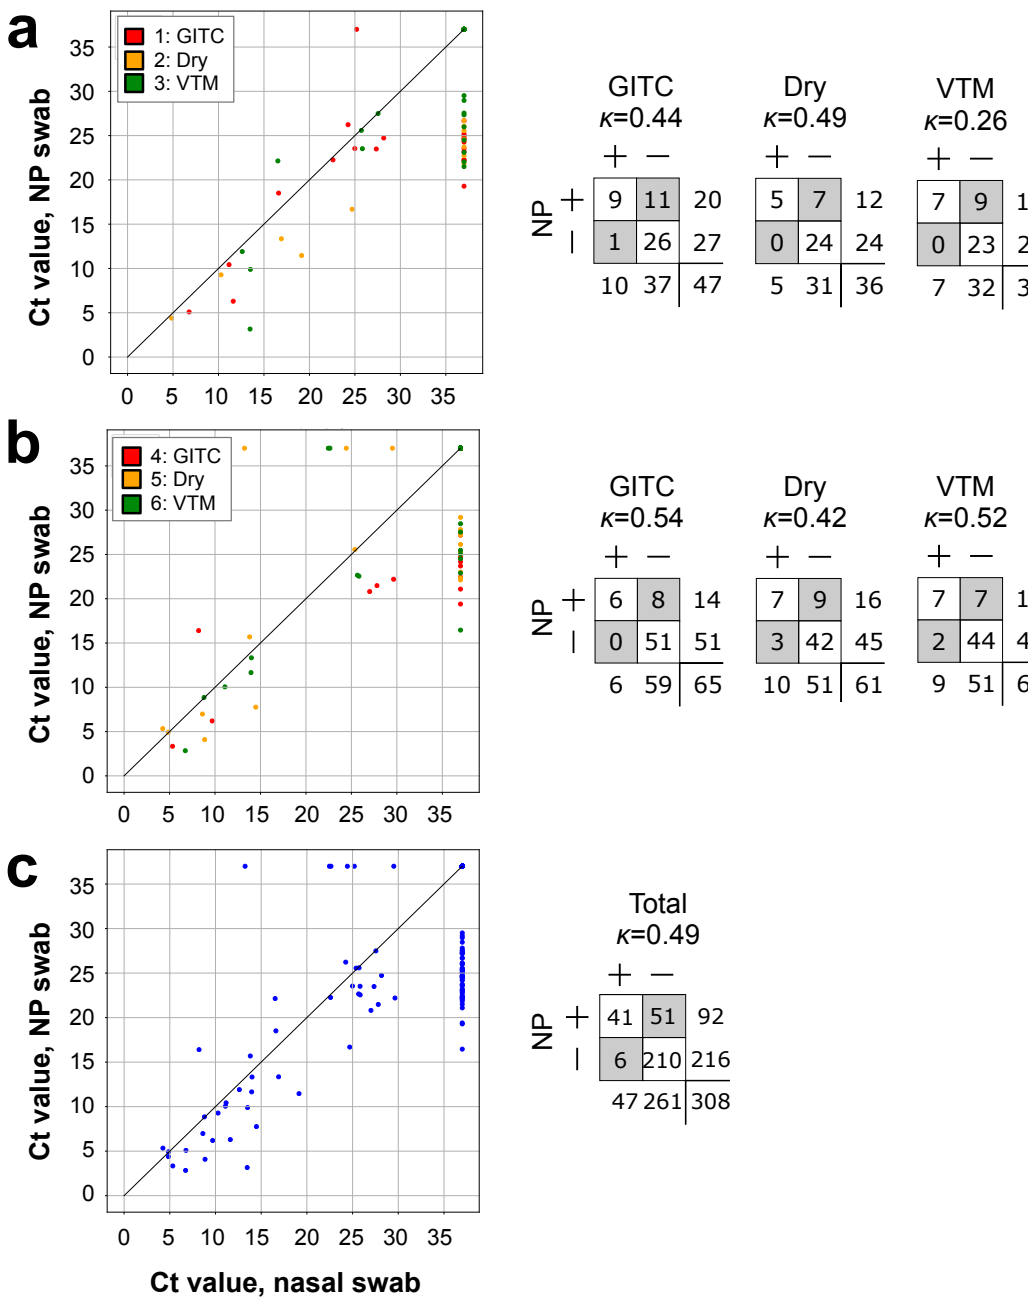 a
1: GITC
2: Dry
3: VTM
35
30
25
20
15
10
5
0
0 5 10 15 20 25 30 35
Ct value, NP swab
GITC
κ=0.44
+ −
NP
+ 9 11 20
− 1 26 27
10 37 47
Dry
κ=0.49
+ −
5 7 12
0 24 24
5 31 36
VTM
κ=0.26
+ −
7 9 1
0 23 2
7 32 3
b
4: GITC
5: Dry
6: VTM
35
30
25
20
15
10
5
0
0 5 10 15 20 25 30 35
Ct value, NP swab
GITC
κ=0.54
+ −
NP
+ 6 8 14
− 0 51 51
6 59 65
Dry
κ=0.42
+ −
7 9 16
3 42 45
10 51 61
VTM
κ=0.52
+ −
7 7 1
2 44 4
9 51 6
c
35
30
25
20
15
10
5
0
0 5 10 15 20 25 30 35
Ct value, NP swab
Ct value, nasal swab
Total
κ=0.49
+ −
NP
+ 41 51 92
− 6 210 216
47 261 308